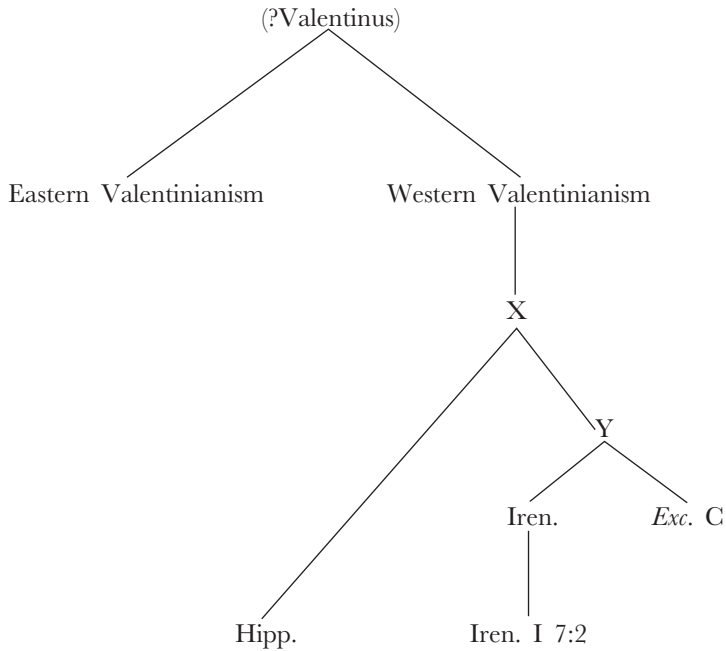 (?Valentinus)
Eastern Valentinianism Western Valentinianism
X
Y
Iren. Exc. C
Hipp. Iren. I 7:2